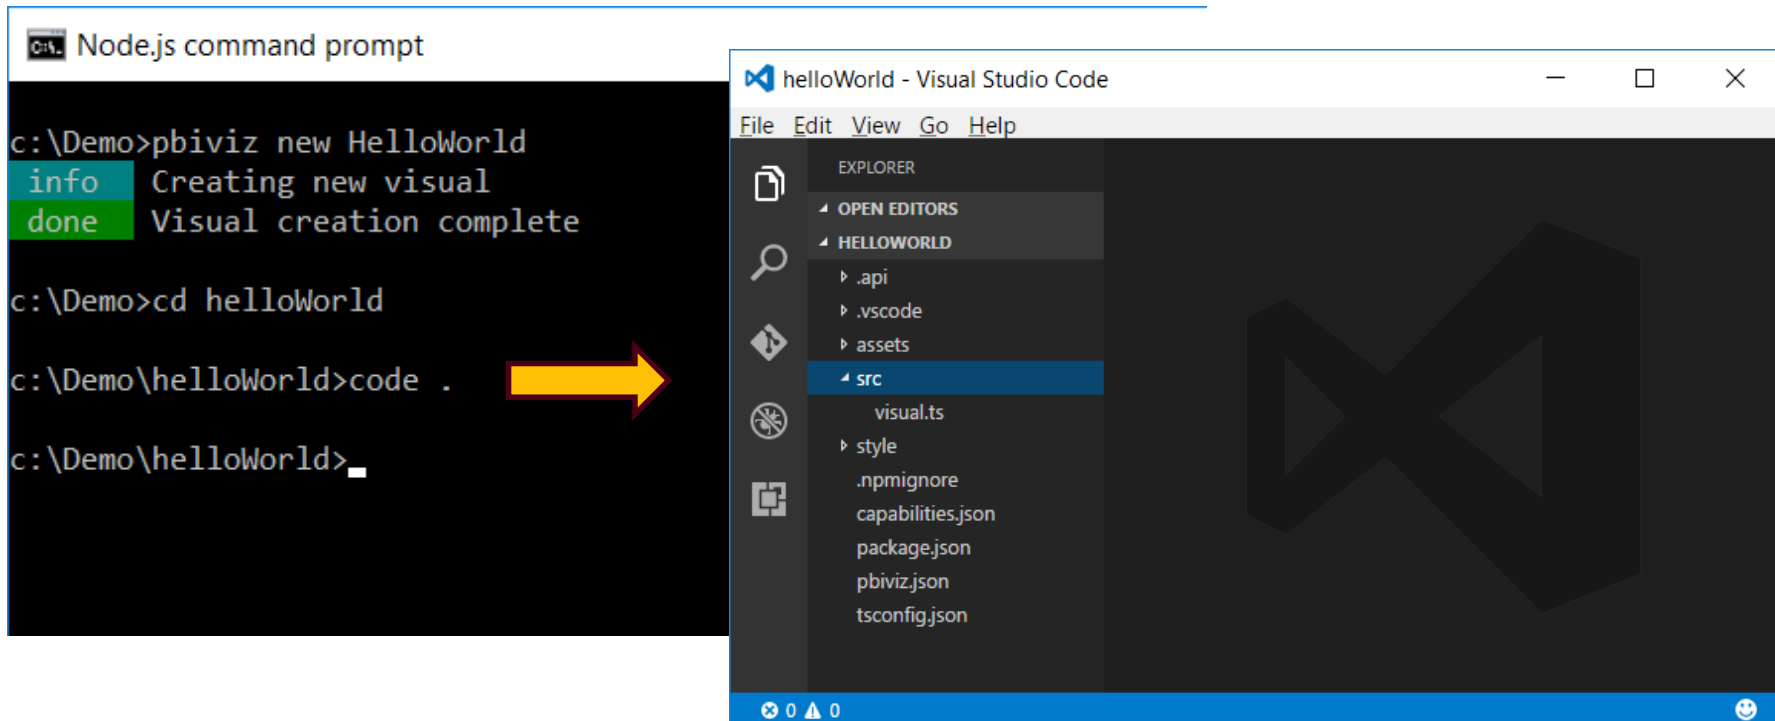 Node.js command prompt
c:\Demo>pbiviz new HelloWorld
info Creating new visual
done Visual creation complete
c:\Demo>cd helloWorld
c:\Demo\helloWorld>code .
c:\Demo\helloWorld>
helloWorld - Visual Studio Code
File Edit View Go Help
EXPLORER
OPEN EDITORS
HELLOWORLD
.api
.vscode
assets
src
visual.ts
style
.npmignore
capabilities.json
package.json
pbiviz.json
tsconfig.json
0 0